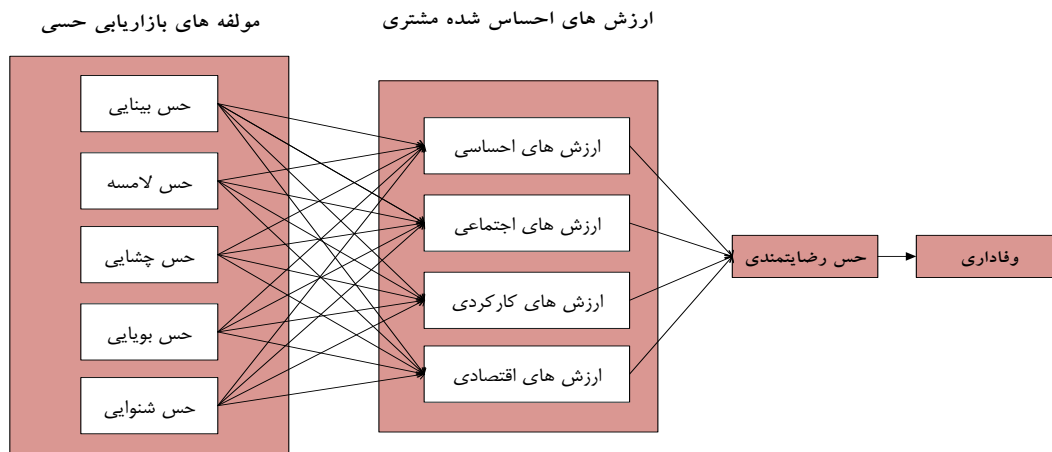 مولفه های بازاریابی حسی
حس بینایی
حس لامسه
حس چشایی
حس بویایی
حس شنوایی
ارزش های احساس شده مشتری
ارزش های احساسی
ارزش های اجتماعی
ارزش های کارکردی
ارزش های اقتصادی
حس رضایتمندی
وفاداری